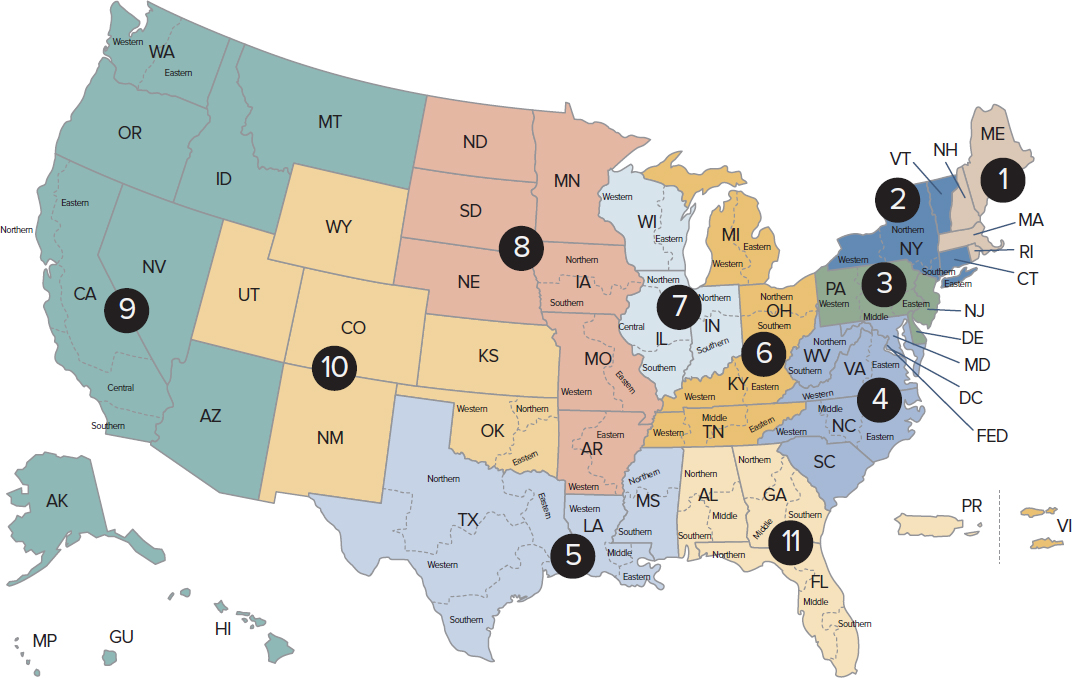 Western
WA
Eastern
OR
ID
MT
ND
SD
NE
MN
Northern
IA
Southern
MO
Western
Eastern
AR
Eastern
Western
8
WY
UT
CO
10
KS
NM
Western
Northern
OK
Eastern
Northern
Eastern
CA
NV
9
Central
Southern
AZ
AK
HI
GU
MP
Western
WI
Eastern
Northern
Central
IL
Southern
7
Northern
IN
Southern
MI
Eastern
Western
Northern
OH
Southern
6
KY
Eastern
Western
Middle
TN
Western
Eastern
ME
NH
VT
1
MA
RI
CT
2
Northern
NY
Western
Southern
Eastern
3
PA
Western
Middle
Eastern
NJ
DE
MD
DC
FED
Northern
WV
Southern
VA
Eastern
Western
4
Middle
NC
Western
Eastern
SC
Northern
TX
Eastern
Western
Southern
Western
LA
Middle
Eastern
5
Northern
MS
Southern
Northern
AL
Middle
Southern
Northern
GA
Southern
Middle
11
Northern
FL
Middle
Southern
PR
VI